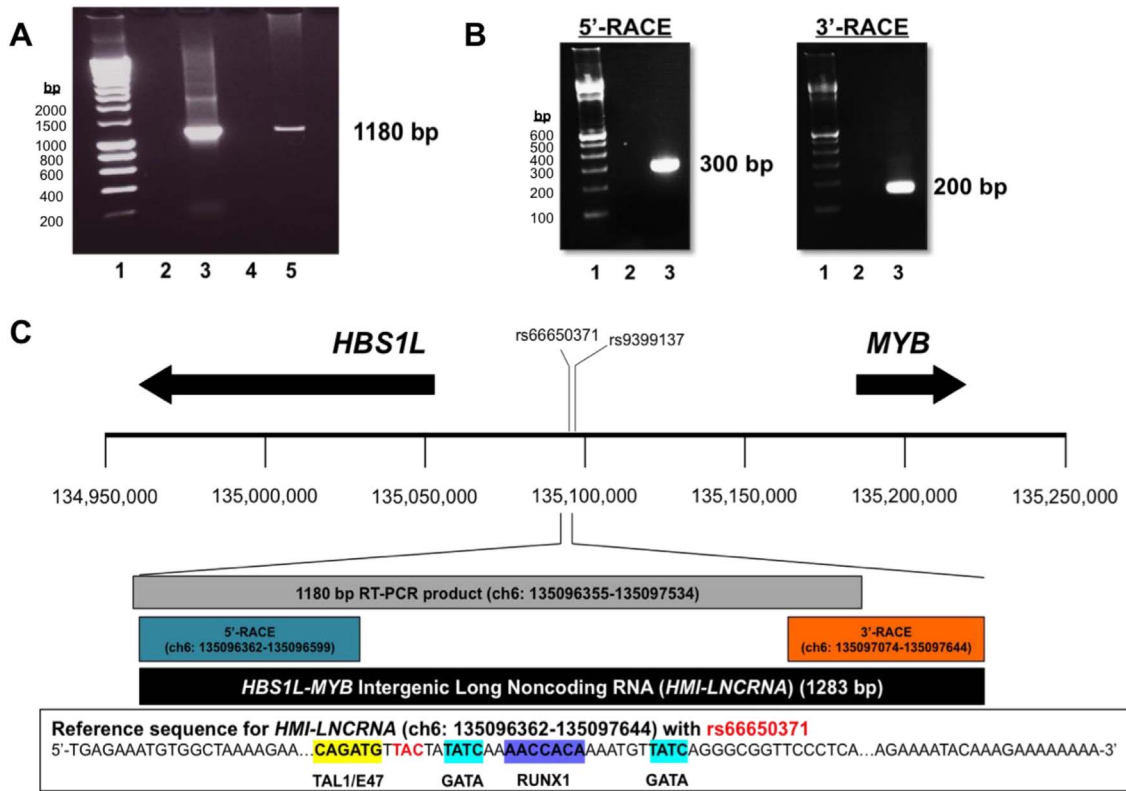 A
bp
2000
1500
1000
800
600
400
200
1180 bp
1 2 3 4 5
B
5’-RACE
3’-RACE
bp
600
500
400
300
200
100
300 bp
200 bp
1 2 3
1 2 3
C
HBS1L
rs66650371
rs9399137
MYB
134,950,000 135,000,000 135,050,000 135,100,000 135,150,000 135,200,000 135,250,000
1180 bp RT-PCR product (ch6: 135096355-135097534)
5’-RACE
(ch6: 135096362-135096599)
3’-RACE
(ch6: 135097074-135097644)
HBS1L-MYB Intergenic Long Noncoding RNA (HMI-LNCRNA) (1283 bp)
Reference sequence for HMI-LNCRNA (ch6: 135096362-135097644) with rs66650371
5’-TGAGAAATGTGGCTAAAAGAA...CAGATGTTACTATATCAAAACCACAAAATGTTATCAGGGCGGTTCCCTCA...AGAAAATACAAAGAAAAAAAA-3’
TAL1/E47 GATA RUNX1 GATA